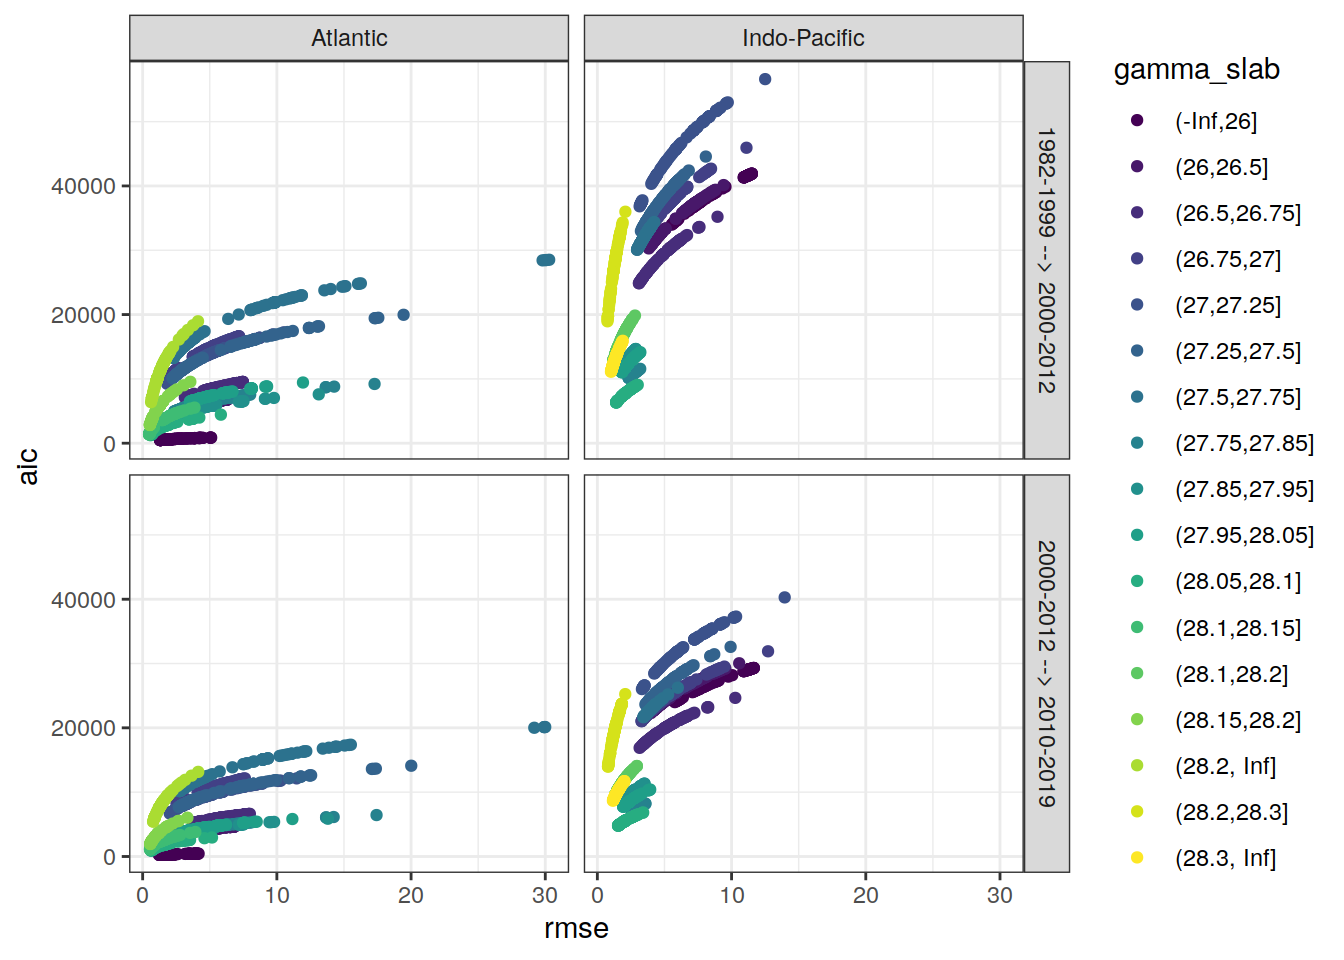 Atlantic
Indo-Pacific
gamma_slab
(-Inf,26]
(26,26.5]
(26.5,26.75]
(26.75,27]
(27,27.25]
(27.25,27.5]
(27.5,27.75]
(27.75,27.85]
(27.85,27.95]
(27.95,28.05]
(28.05,28.1]
(28.1,28.15]
(28.1,28.2]
(28.15,28.2]
(28.2, Inf]
(28.2,28.3]
(28.3, Inf]
1982-1999 --> 2000-2012
2000-2012 --> 2010-2019
aic
40000
20000
0
40000
20000
0
0 10 20 30
0 10 20 30
rmse